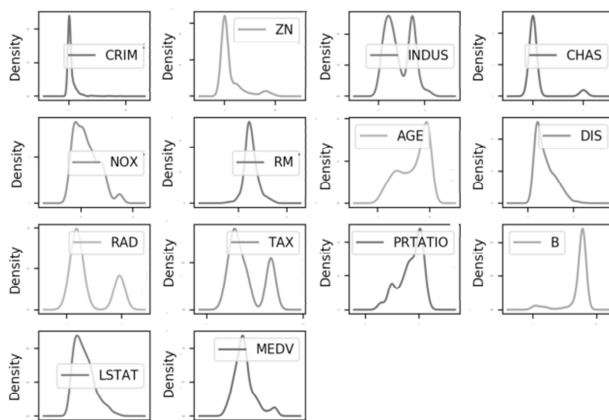 Density
CRIM
Density
ZN
Density
INDUS
Density
CHAS
Density
NOX
Density
RM
Density
AGE
Density
DIS
Density
RAD
Density
TAX
Density
PRTATIO
Density
B
Density
LSTAT
Density
MEDV